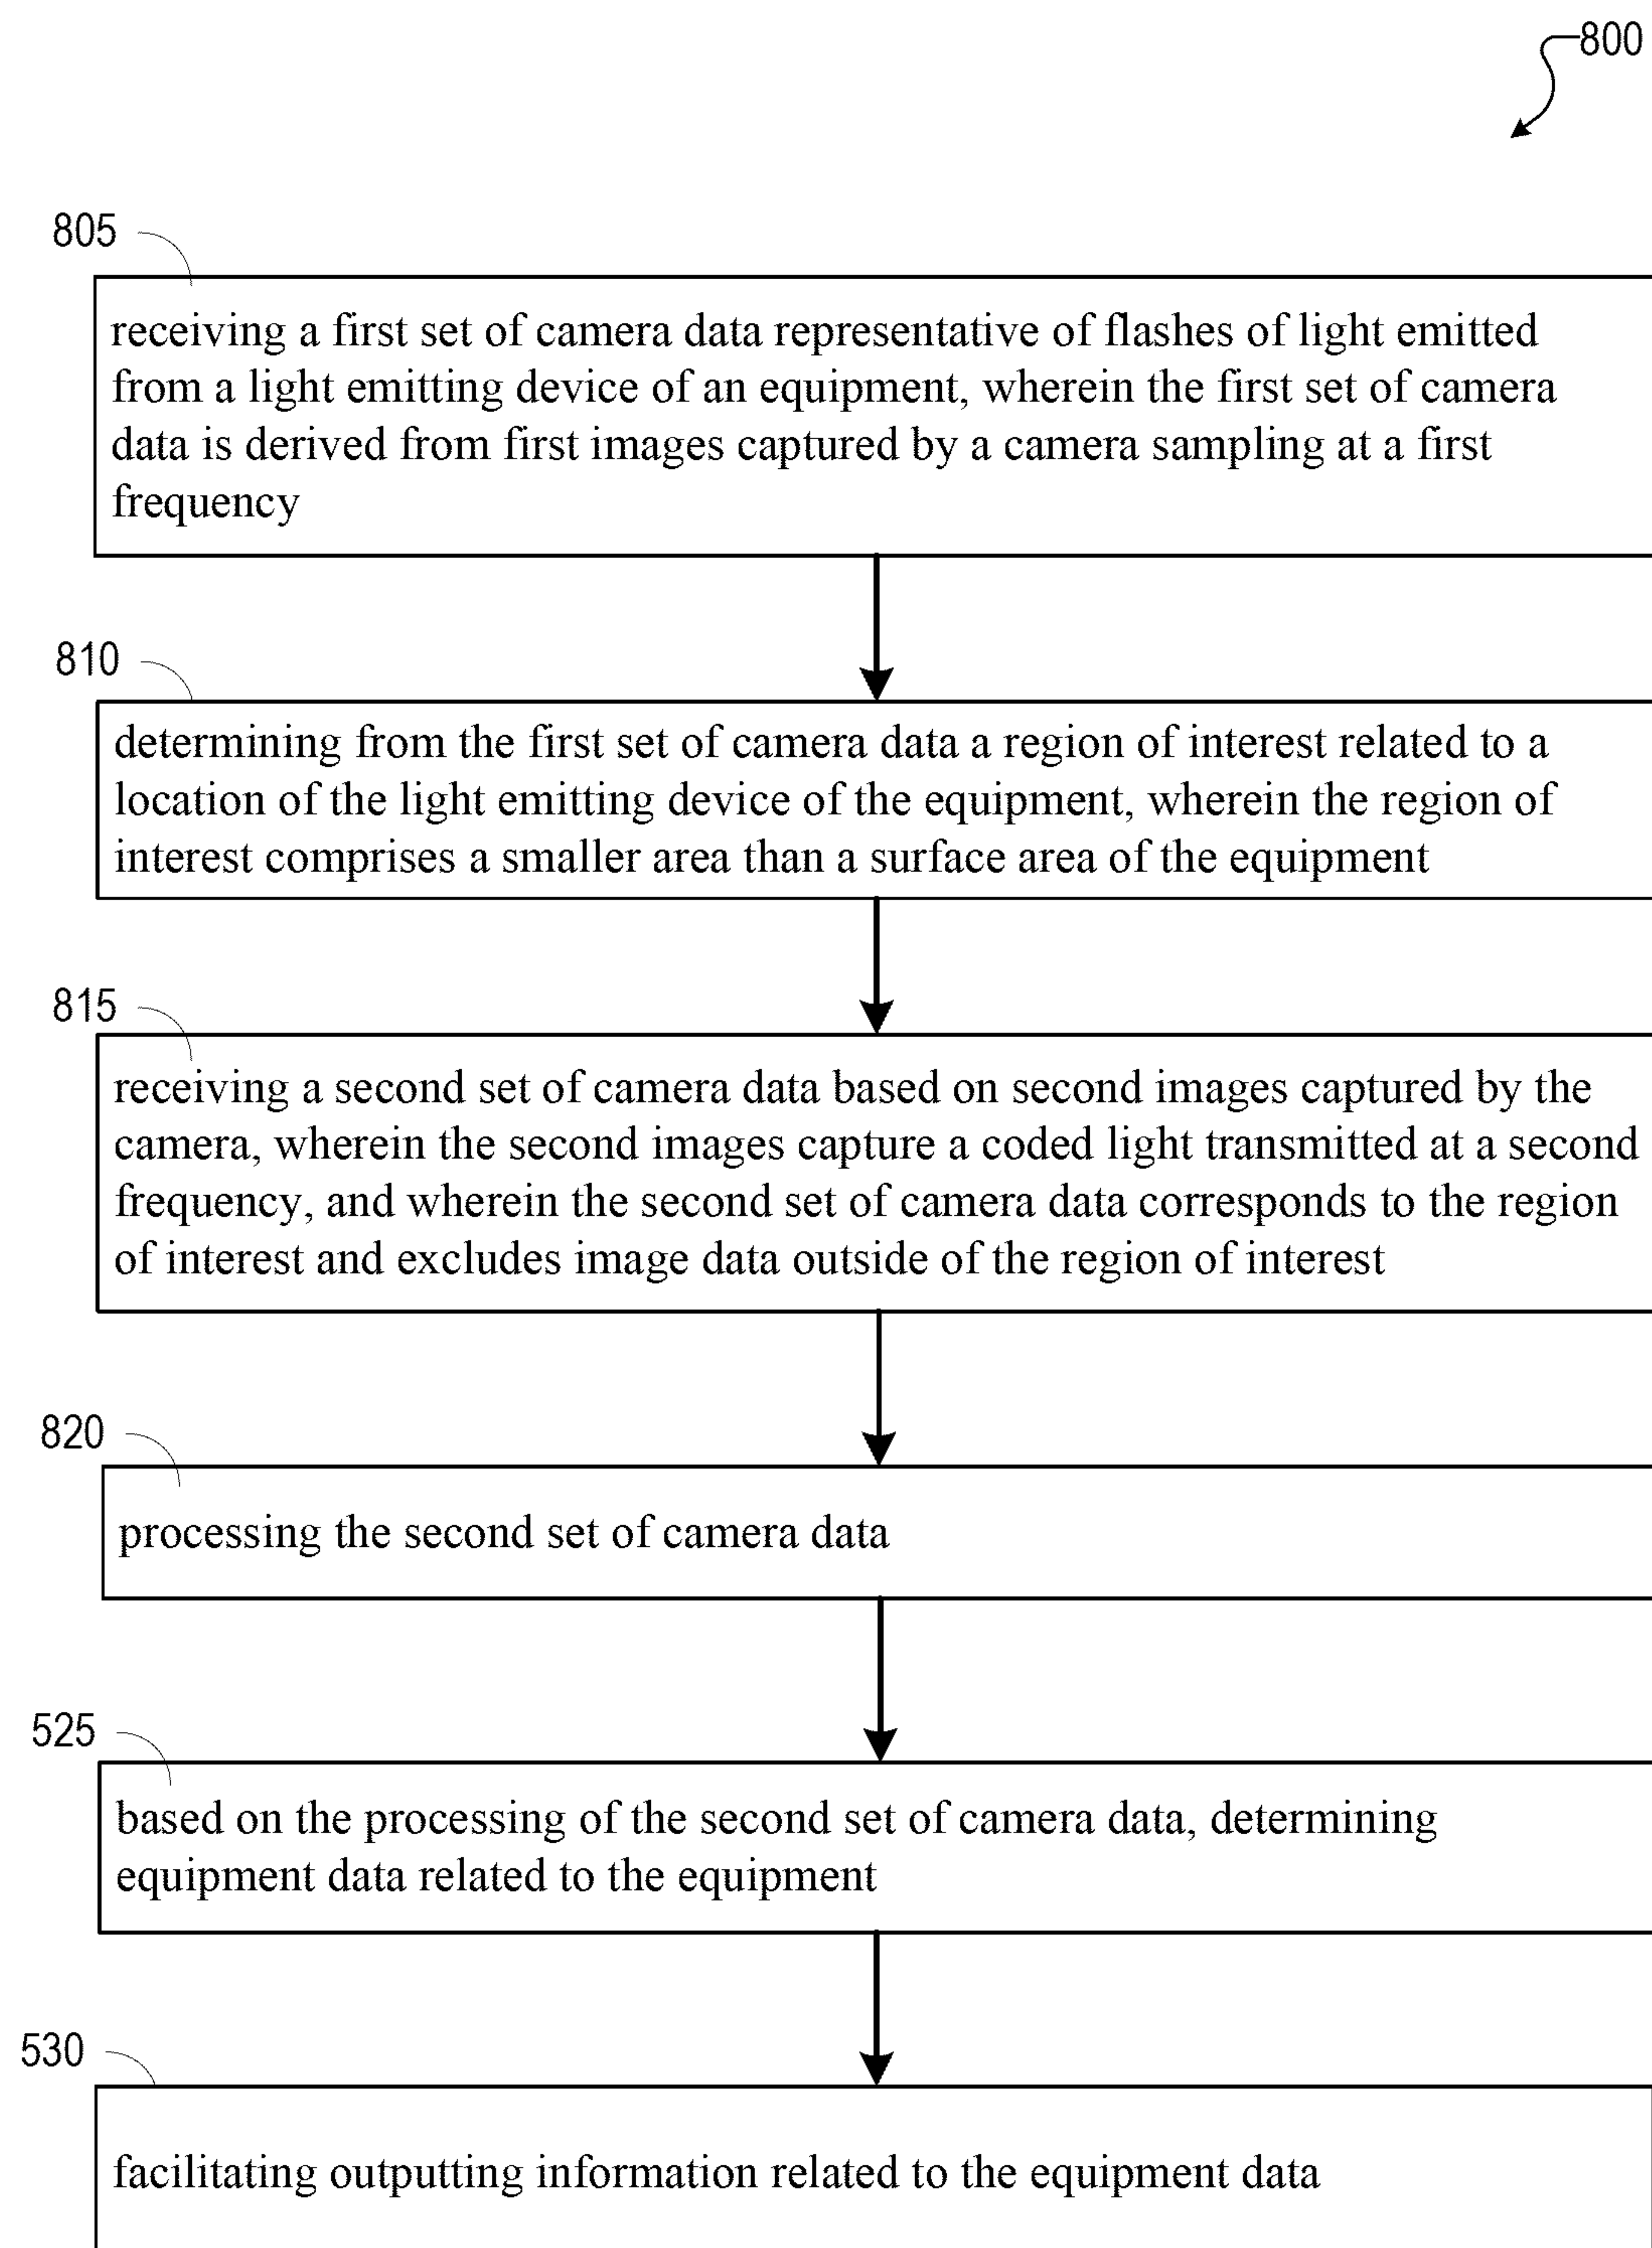 800
805
receiving a first set of camera data representative of flashes of light emitted
from a light emitting device of an equipment, wherein the first set of camera
data is derived from first images captured by a camera sampling at a first
frequency
810
determining from the first set of camera data a region of interest related to a
location of the light emitting device of the equipment, wherein the region of
interest comprises a smaller area than a surface area of the equipment
815
receiving a second set of camera data based on second images captured by the
camera, wherein the second images capture a coded light transmitted at a second
frequency, and wherein the second set of camera data corresponds to the region
of interest and excludes image data outside of the region of interest
820
processing the second set of camera data
525
based on the processing of the second set of camera data, determining
equipment data related to the equipment
530
facilitating outputting information related to the equipment data